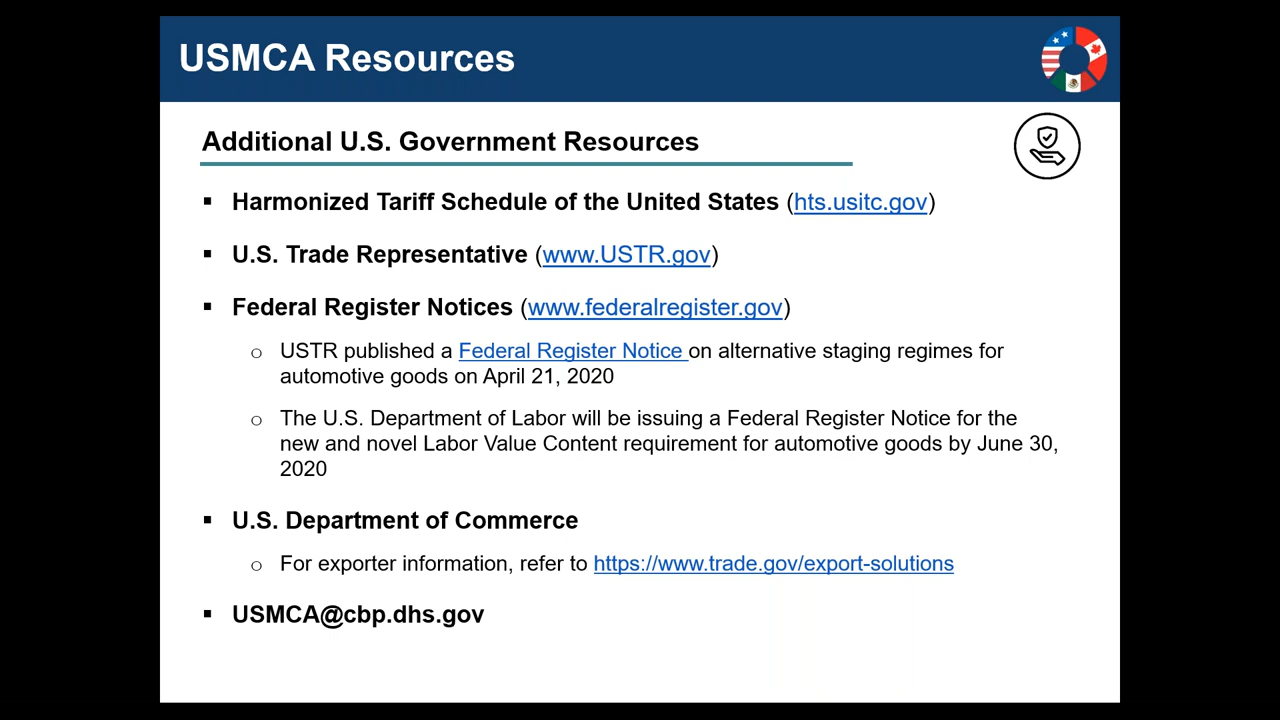 USMCA Resources
Additional U.S. Government Resources
▪ Harmonized Tariff Schedule of the United States (hts.usitc.gov)
▪ U.S. Trade Representative (www.USTR.gov)
▪ Federal Register Notices (www.federalregister.gov)
o USTR published a Federal Register Notice on alternative staging regimes for
automotive goods on April 21, 2020
o The U.S. Department of Labor will be issuing a Federal Register Notice for the
new and novel Labor Value Content requirement for automotive goods by June 30,
2020
▪ U.S. Department of Commerce
o For exporter information, refer to https://www.trade.gov/export-solutions
▪ USMCA@cbp.dhs.gov